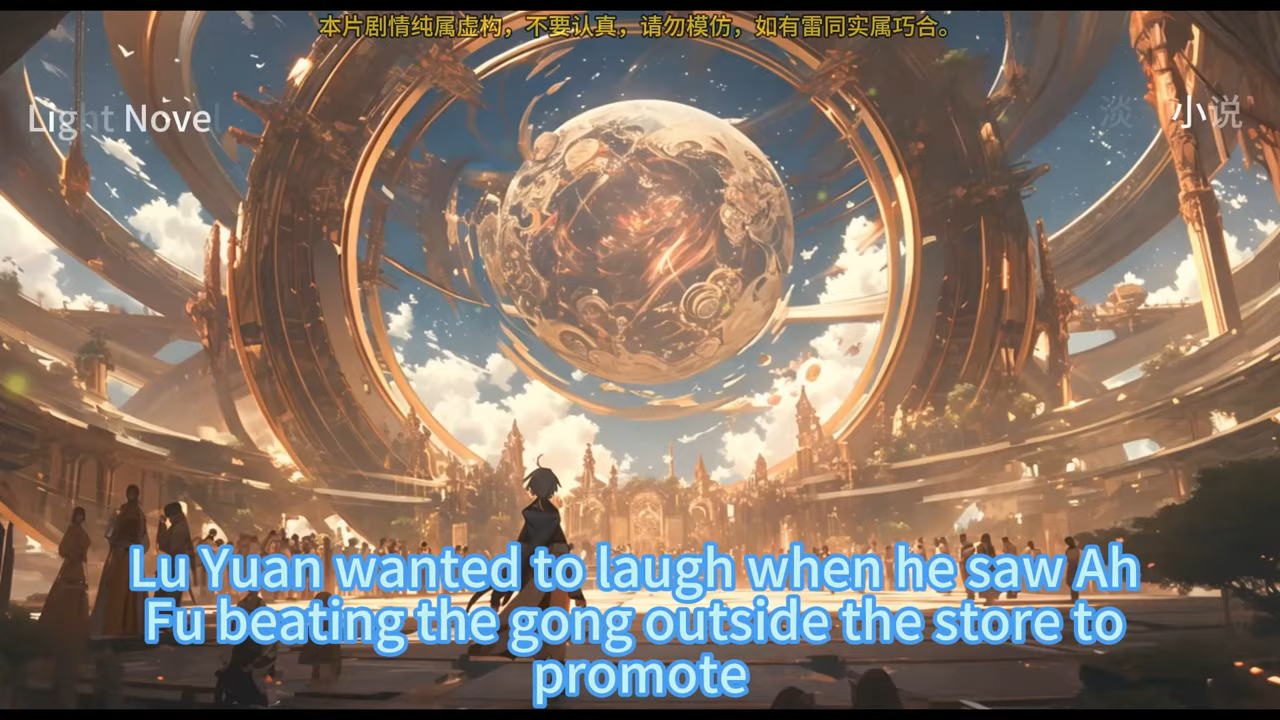 本片剧情纯属虚构，不要认真，请勿模仿，如有雷同实属巧合。
Light Novel
淡 小说
Lu Yuan wanted to laugh when he saw Ah
Fu beating the gong outside the store to
promote